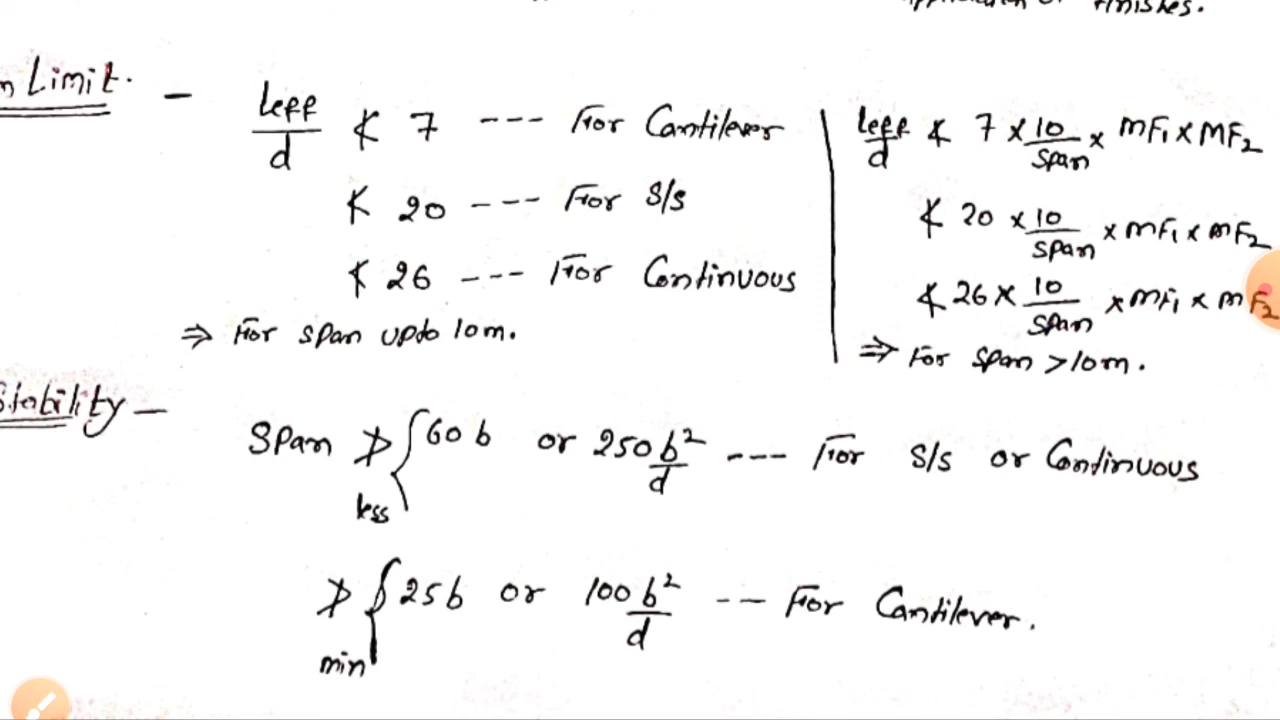 finishes.
n Limit. - leff/d ≮ 7 --- For Cantilever
≮ 20 --- For S/s
≮ 26 --- For Continuous
⇒ For span upto 10m.
leff/d ≮ 7 × 10/span × MF₁ × MF₂
≮ 20 × 10/span × MF₁ × MF₂
≮ 26 × 10/span × MF₁ × MF₂
⇒ For span > 10m.
Stability - Span ≯ { 60 b or 250 b²/d --- For S/s or Continuous
less
≯ { 25b or 100 b²/d -- For Cantilever.
min